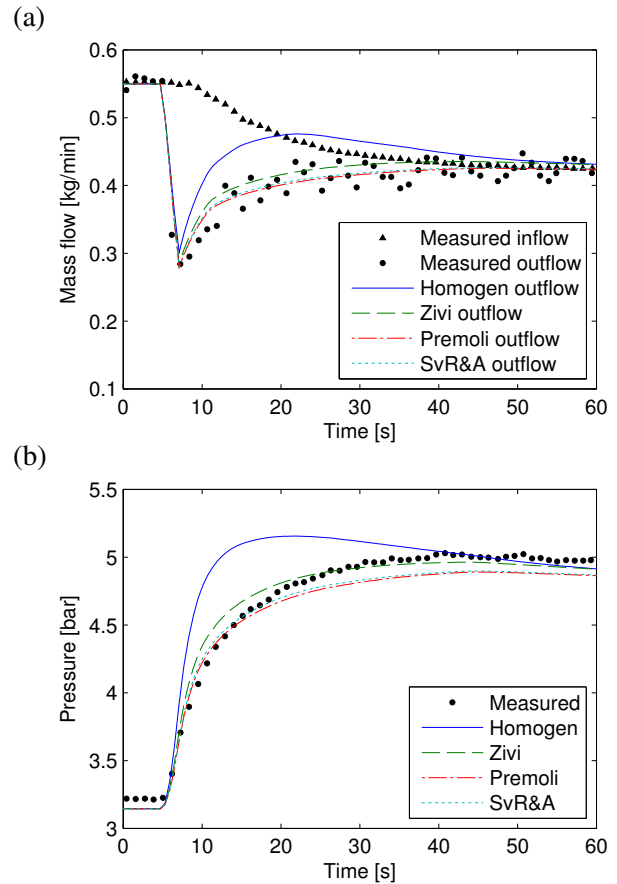 (a)
0.6
0.5
0.4
0.3
0.2
0.1
Mass flow [kg/min]
Measured inflow
Measured outflow
Homogen outflow
Zivi outflow
Premoli outflow
SvR&A outflow
0 10 20 30 40 50 60
Time [s]
(b)
5.5
5
4.5
4
3.5
3
Pressure [bar]
Measured
Homogen
Zivi
Premoli
SvR&A
0 10 20 30 40 50 60
Time [s]